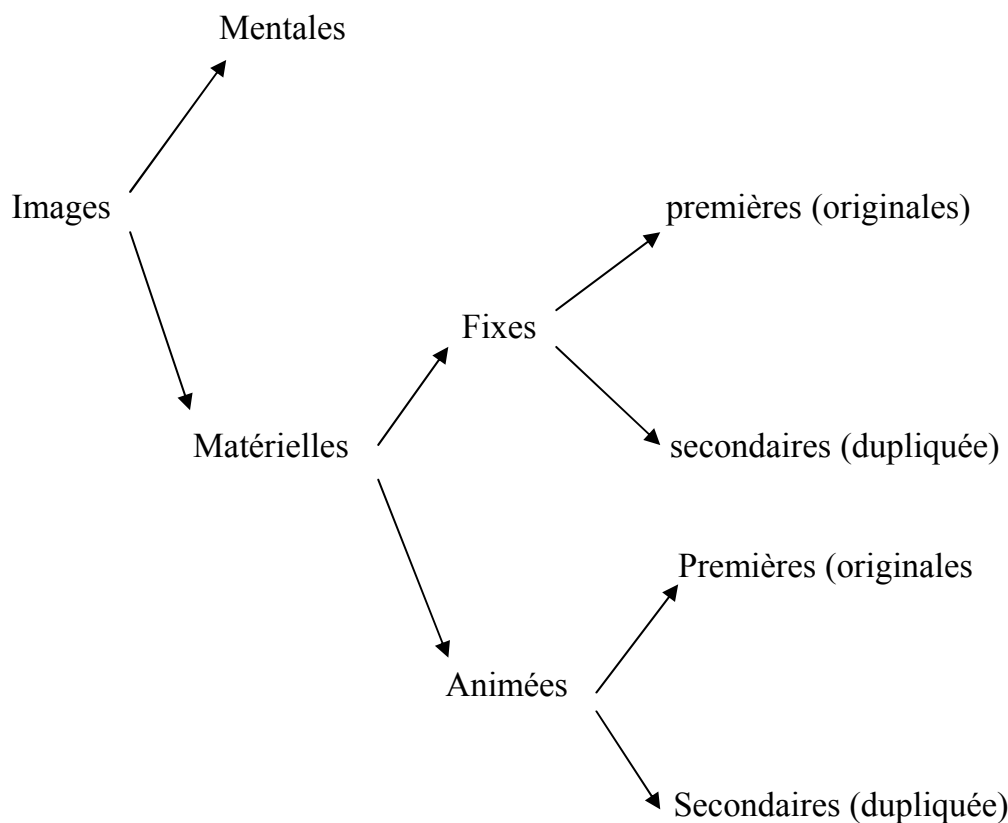 Mentales
Images
premières (originales)
Fixes
Matérielles
secondaires (dupliquée)
Premières (originales
Animées
Secondaires (dupliquée)